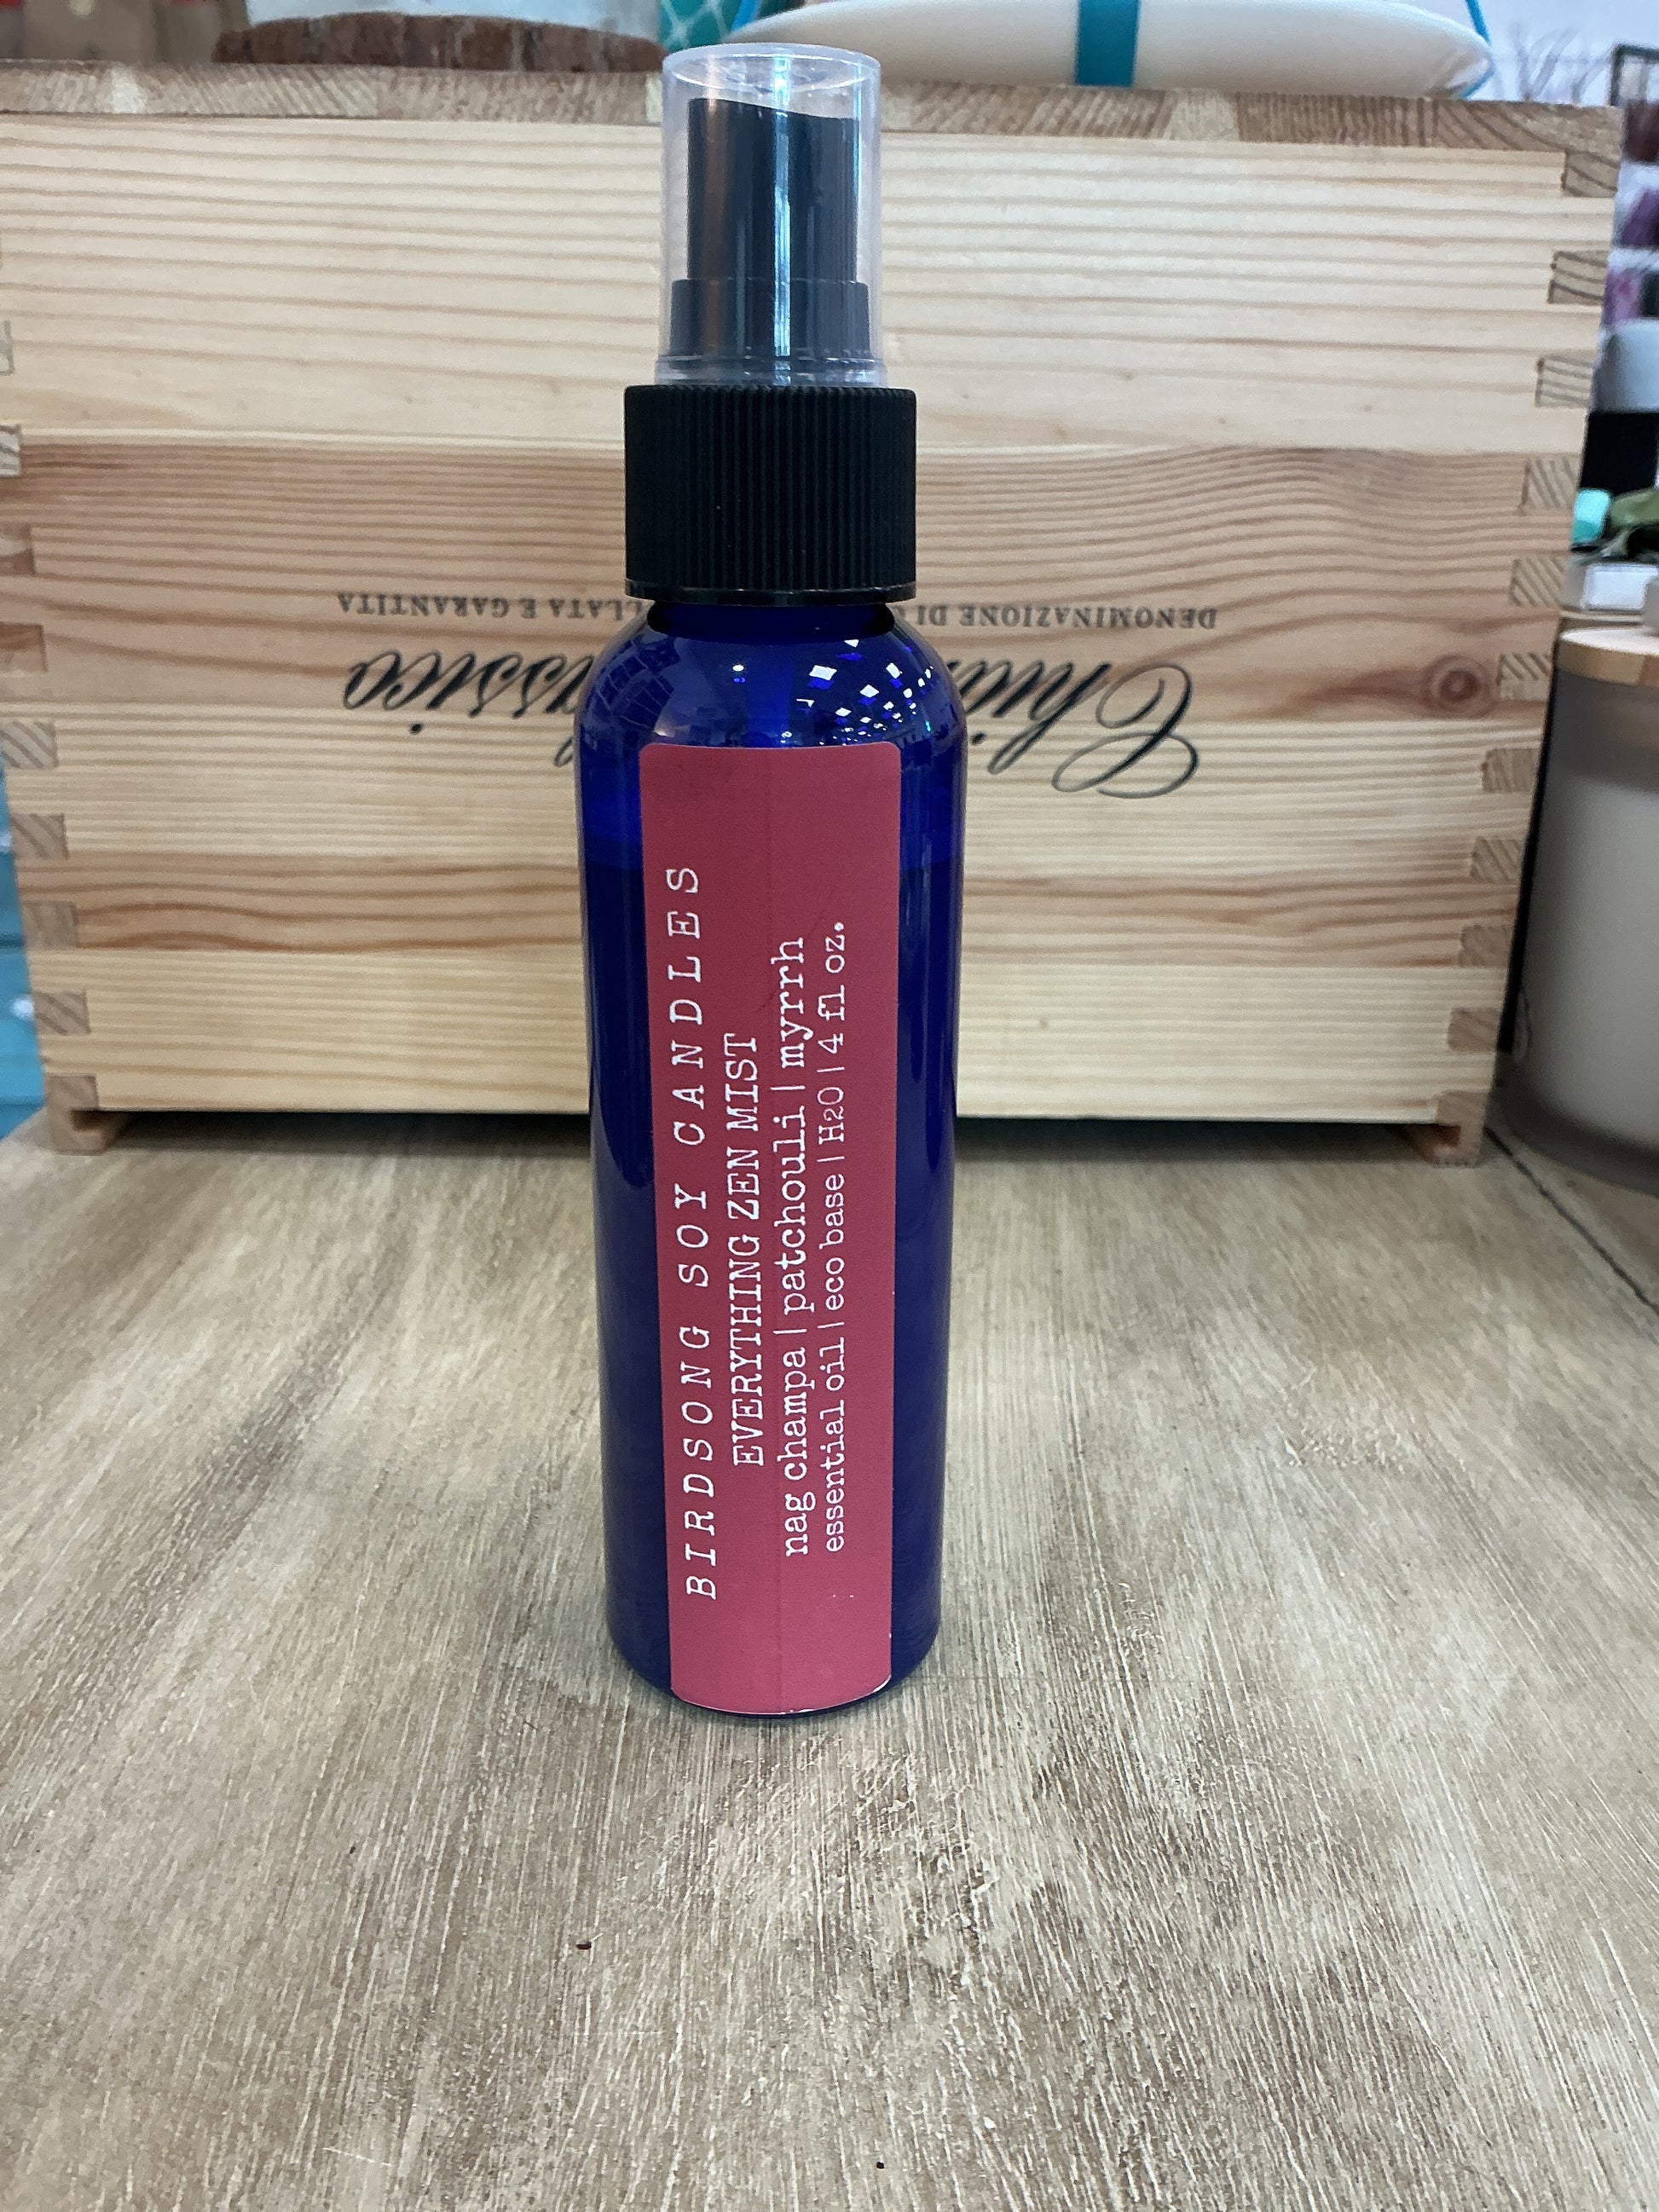 BIRDSONG SOY CANDLES
EVERYTHING ZEN MIST
nag champa | patchouli | myrrh
essential oil | eco base | H2O | 4 fl oz.
DENOMINAZIONE DI E GARANTITA